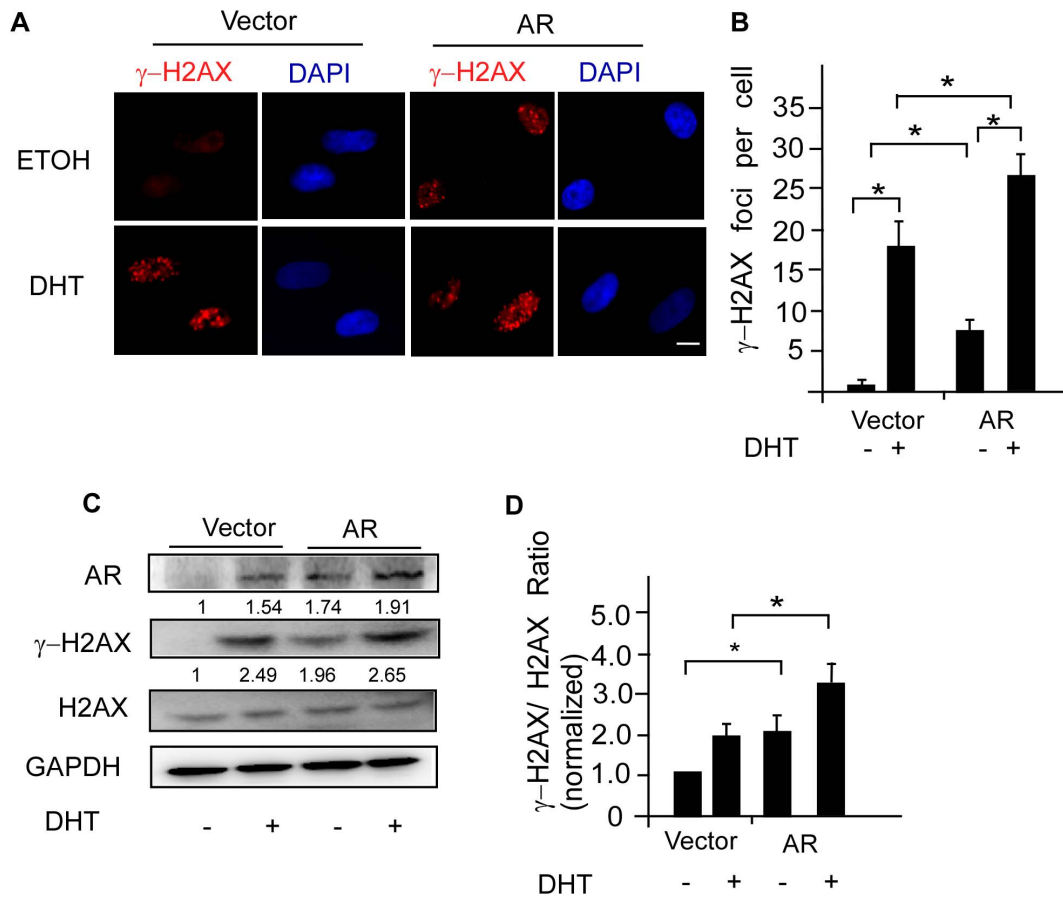 A
Vector
AR
γ–H2AX
DAPI
γ–H2AX
DAPI
ETOH
DHT
B
γ–H2AX foci per cell
35
30
25
20
15
10
5
*
*
*
*
Vector
AR
DHT
-
+
-
+
C
Vector
AR
AR
1 1.54 1.74 1.91
γ–H2AX
1 2.49 1.96 2.65
H2AX
GAPDH
DHT - + - +
D
γ–H2AX/ H2AX Ratio
(normalized)
5.0
4.0
3.0
2.0
1.0
0
*
*
Vector
AR
DHT - + - +